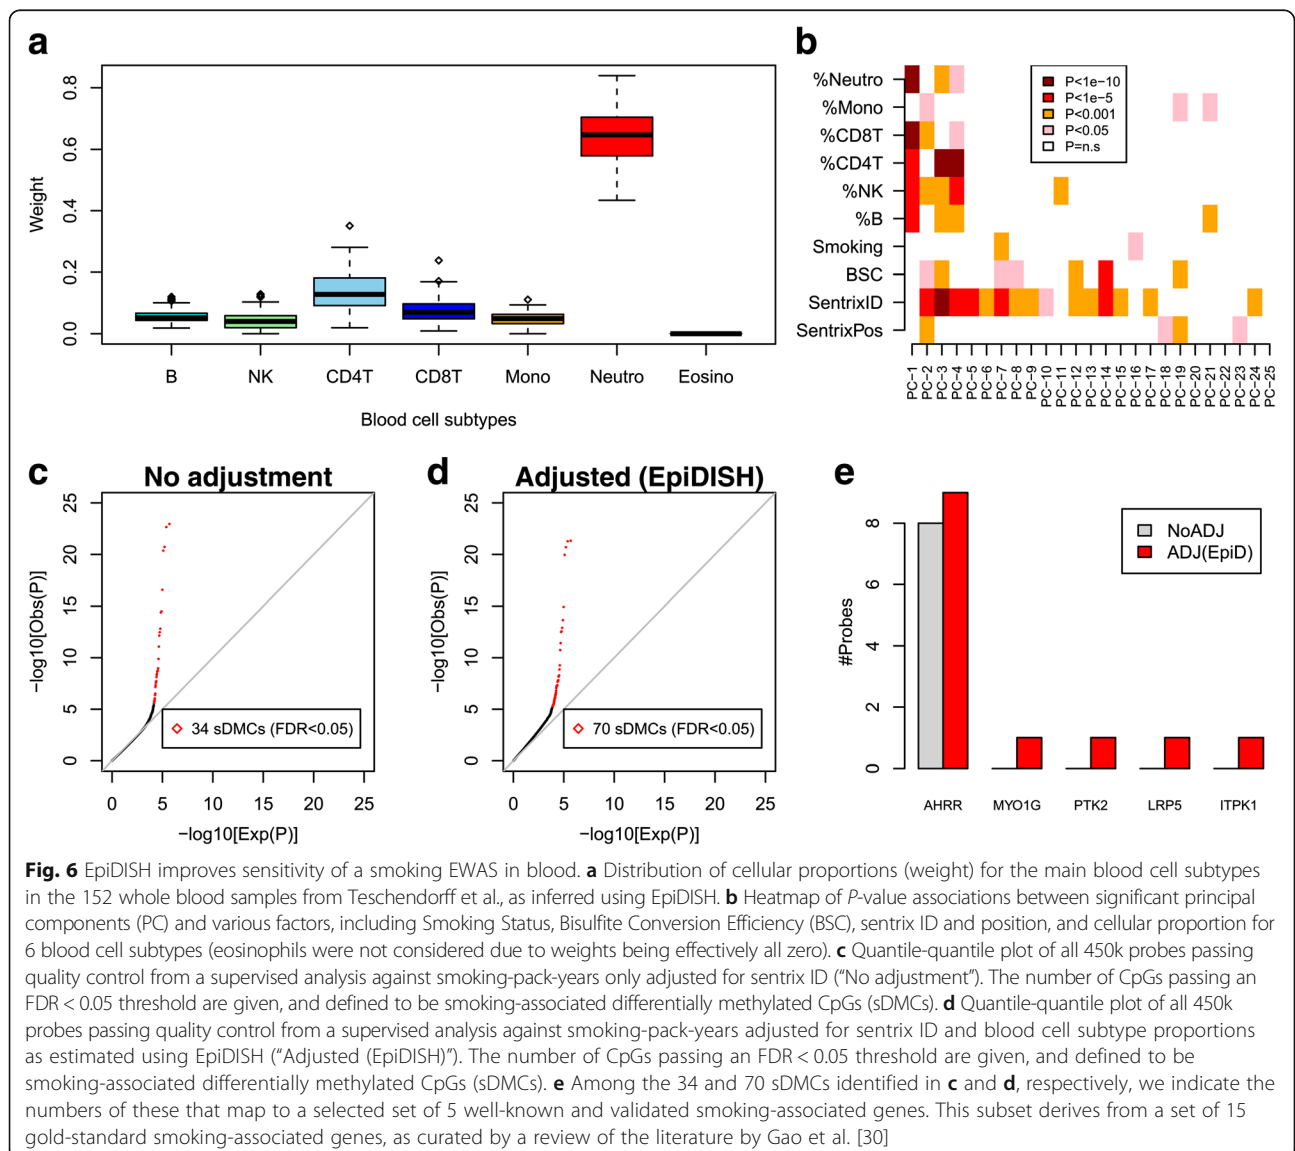 a
Weight
0.0
0.2
0.4
0.6
0.8
B NK CD4T CD8T Mono Neutro Eosino
Blood cell subtypes
b
%Neutro
%Mono
%CD8T
%CD4T
%NK
%B
Smoking
BSC
SentrixID
SentrixPos
P<1e−10
P<1e−5
P<0.001
P<0.05
P=n.s
PC−1
PC−2
PC−3
PC−4
PC−5
PC−6
PC−7
PC−8
PC−9
PC−10
PC−11
PC−12
PC−13
PC−14
PC−15
PC−16
PC−17
PC−18
PC−19
PC−20
PC−21
PC−22
PC−23
PC−24
PC−25
c
No adjustment
−log10[Obs(P)]
0 5 10 15 20 25
34 sDMCs (FDR<0.05)
0 5 10 15 20 25
−log10[Exp(P)]
d
Adjusted (EpiDISH)
−log10[Obs(P)]
0 5 10 15 20 25
70 sDMCs (FDR<0.05)
0 5 10 15 20 25
−log10[Exp(P)]
e
#Probes
0 2 4 6 8
NoADJ
ADJ(EpiD)
AHRR MYO1G PTK2 LRP5 ITPK1
Fig. 6 EpiDISH improves sensitivity of a smoking EWAS in blood. a Distribution of cellular proportions (weight) for the main blood cell subtypes
in the 152 whole blood samples from Teschendorff et al., as inferred using EpiDISH. b Heatmap of P-value associations between significant principal
components (PC) and various factors, including Smoking Status, Bisulfite Conversion Efficiency (BSC), sentrix ID and position, and cellular proportion for
6 blood cell subtypes (eosinophils were not considered due to weights being effectively all zero). c Quantile-quantile plot of all 450k probes passing
quality control from a supervised analysis against smoking-pack-years only adjusted for sentrix ID (“No adjustment”). The number of CpGs passing an
FDR < 0.05 threshold are given, and defined to be smoking-associated differentially methylated CpGs (sDMCs). d Quantile-quantile plot of all 450k
probes passing quality control from a supervised analysis against smoking-pack-years adjusted for sentrix ID and blood cell subtype proportions
as estimated using EpiDISH (“Adjusted (EpiDISH)”). The number of CpGs passing an FDR < 0.05 threshold are given, and defined to be
smoking-associated differentially methylated CpGs (sDMCs). e Among the 34 and 70 sDMCs identified in c and d, respectively, we indicate the
numbers of these that map to a selected set of 5 well-known and validated smoking-associated genes. This subset derives from a set of 15
gold-standard smoking-associated genes, as curated by a review of the literature by Gao et al. [30]